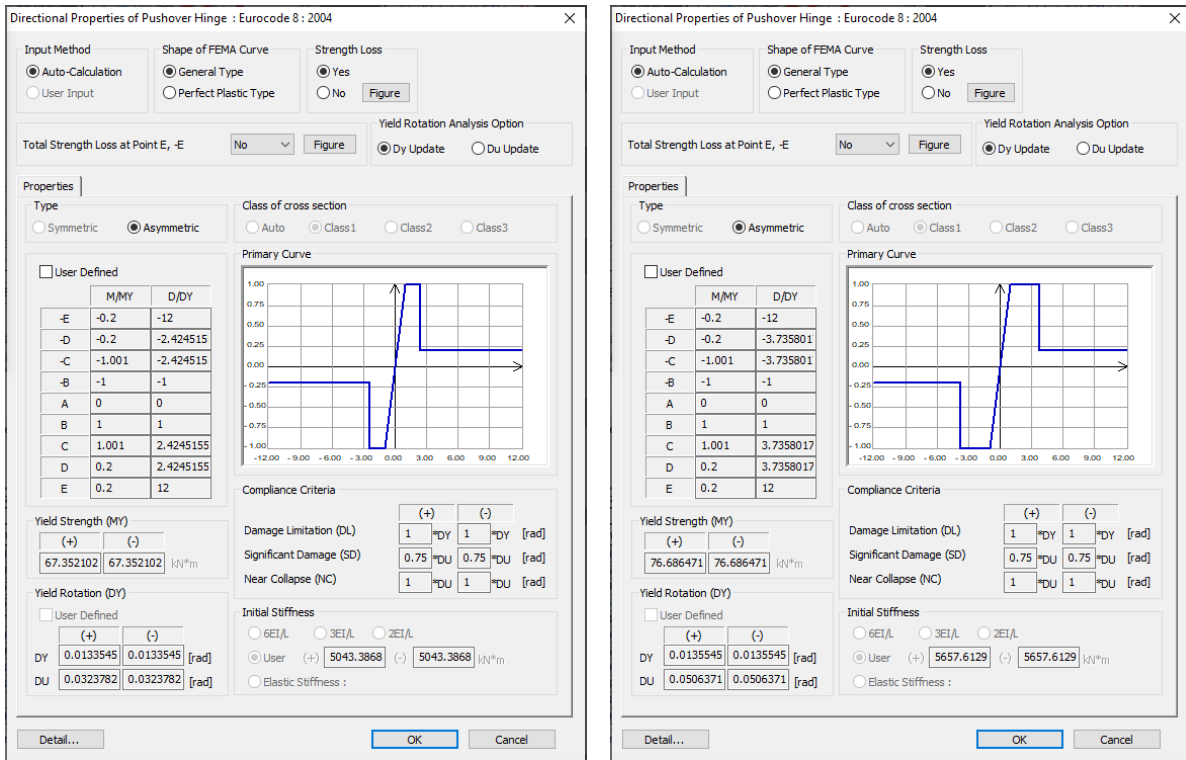 Directional Properties of Pushover Hinge : Eurocode 8 : 2004
Input Method
Auto-Calculation
User Input
Shape of FEMA Curve
General Type
Perfect Plastic Type
Strength Loss
Yes
No Figure
Total Strength Loss at Point E, -E No Figure
Yield Rotation Analysis Option
Dy Update Du Update
Properties
Type
Symmetric Asymmetric
Class of cross section
Auto Class1 Class2 Class3
User Defined
M/MY D/DY
-E -0.2 -12
-D -0.2 -2.424515
-C -1.001 -2.424515
-B -1 -1
A 0 0
B 1 1
C 1.001 2.4245155
D 0.2 2.4245155
E 0.2 12
Primary Curve
1.00
0.75
0.50
0.25
0.00
-0.25
-0.50
-0.75
-1.00
-12.00 -9.00 -6.00 -3.00 0.00 3.00 6.00 9.00 12.00
Yield Strength (MY)
(+) (-)
67.352102 67.352102 kN*m
Yield Rotation (DY)
User Defined
(+) (-)
DY 0.0133545 0.0133545 [rad]
DU 0.0323782 0.0323782 [rad]
Compliance Criteria
(+) (-)
Damage Limitation (DL) 1 *DY 1 *DY [rad]
Significant Damage (SD) 0.75 *DU 0.75 *DU [rad]
Near Collapse (NC) 1 *DU 1 *DU [rad]
Initial Stiffness
6EI/L 3EI/L 2EI/L
User (+) 5043.3868 (-) 5043.3868 kN*m
Elastic Stiffness :
Detail... OK Cancel
Directional Properties of Pushover Hinge : Eurocode 8 : 2004
Input Method
Auto-Calculation
User Input
Shape of FEMA Curve
General Type
Perfect Plastic Type
Strength Loss
Yes
No Figure
Total Strength Loss at Point E, -E No Figure
Yield Rotation Analysis Option
Dy Update Du Update
Properties
Type
Symmetric Asymmetric
Class of cross section
Auto Class1 Class2 Class3
User Defined
M/MY D/DY
-E -0.2 -12
-D -0.2 -3.735801
-C -1.001 -3.735801
-B -1 -1
A 0 0
B 1 1
C 1.001 3.7358017
D 0.2 3.7358017
E 0.2 12
Primary Curve
1.00
0.75
0.50
0.25
0.00
-0.25
-0.50
-0.75
-1.00
-12.00 -9.00 -6.00 -3.00 0.00 3.00 6.00 9.00 12.00
Yield Strength (MY)
(+) (-)
76.686471 76.686471 kN*m
Yield Rotation (DY)
User Defined
(+) (-)
DY 0.0135545 0.0135545 [rad]
DU 0.0506371 0.0506371 [rad]
Compliance Criteria
(+) (-)
Damage Limitation (DL) 1 *DY 1 *DY [rad]
Significant Damage (SD) 0.75 *DU 0.75 *DU [rad]
Near Collapse (NC) 1 *DU 1 *DU [rad]
Initial Stiffness
6EI/L 3EI/L 2EI/L
User (+) 5657.6129 (-) 5657.6129 kN*m
Elastic Stiffness :
Detail... OK Cancel